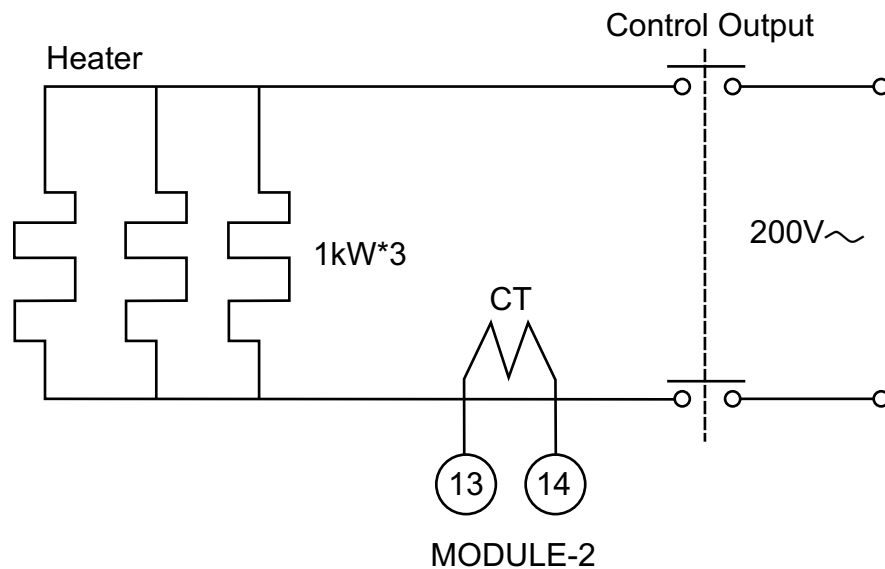 Control Output
Heater
200V~
1kW*3
CT
13
14
MODULE-2